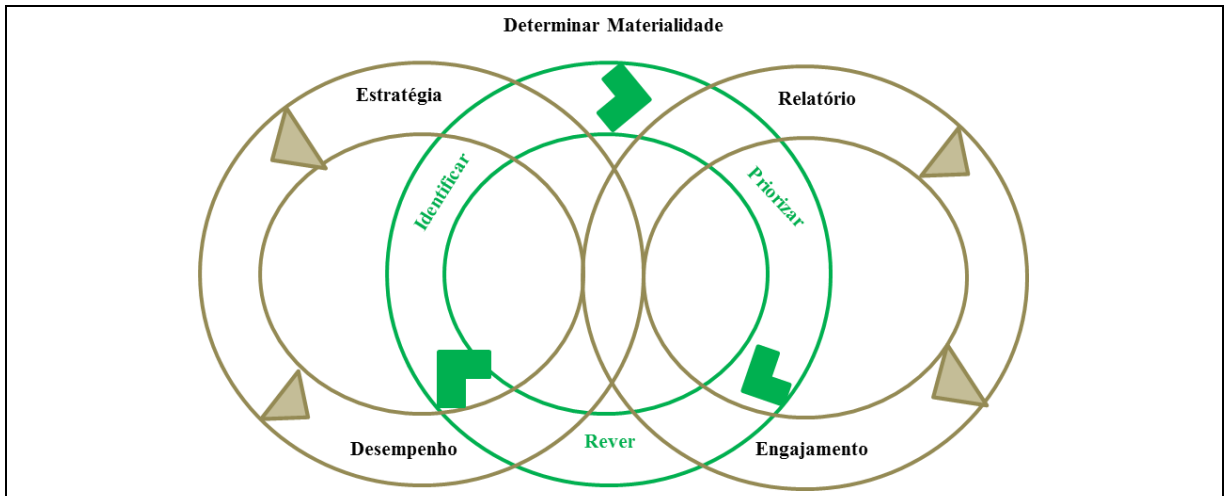 Determinar Materialidade
Estratégia
Relatório
Identificar
Priorizar
Desempenho
Rever
Engajamento